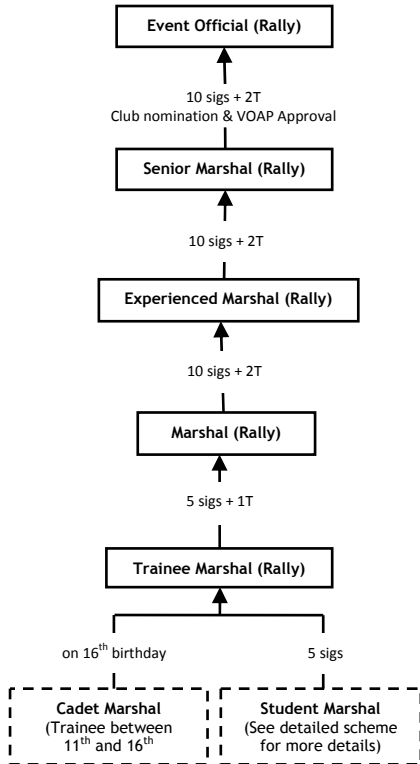 Event Official (Rally)
10 sigs + 2T
Club nomination & VOAP Approval
Senior Marshal (Rally)
10 sigs + 2T
Experienced Marshal (Rally)
10 sigs + 2T
Marshal (Rally)
5 sigs + 1T
Trainee Marshal (Rally)
on 16th birthday
5 sigs
Cadet Marshal
(Trainee between
11th and 16th
Student Marshal
(See detailed scheme
for more details)